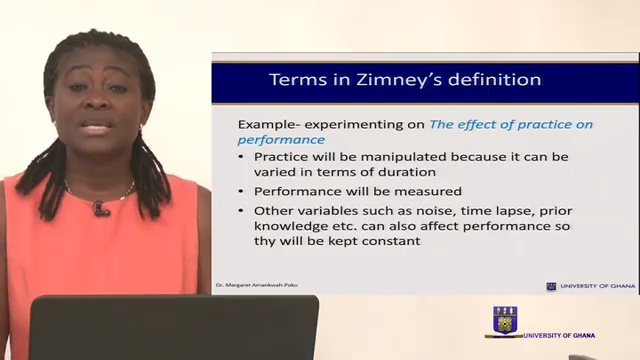 Terms in Zimney's definition
Example- experimenting on The effect of practice on
performance
• Practice will be manipulated because it can be
varied in terms of duration
• Performance will be measured
• Other variables such as noise, time lapse, prior
knowledge etc. can also affect performance so
thy will be kept constant
Dr. Margaret Amankwah-Poku
UNIVERSITY OF GHANA
UNIVERSITY OF GHANA